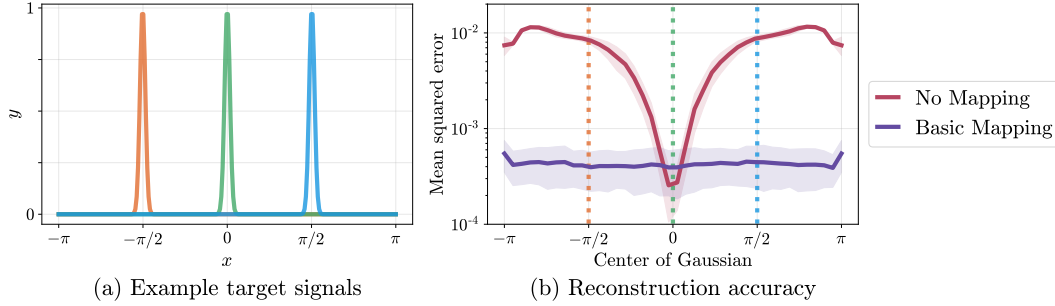 1
0
y
−π
−π/2
0
π/2
π
x
(a) Example target signals
10⁻²
10⁻³
10⁻⁴
Mean squared error
−π
−π/2
0
π/2
π
Center of Gaussian
(b) Reconstruction accuracy
No Mapping
Basic Mapping